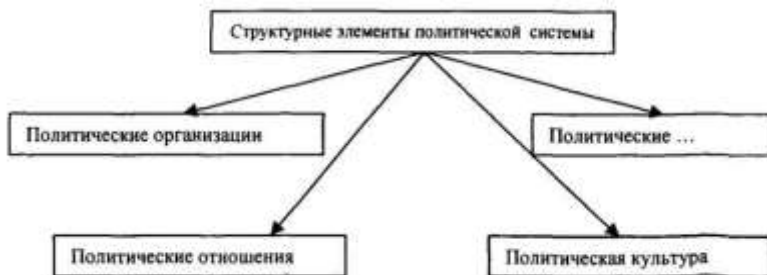 Структурные элементы политической системы
Политические организации
Политические ...
Политические отношения
Политическая культура